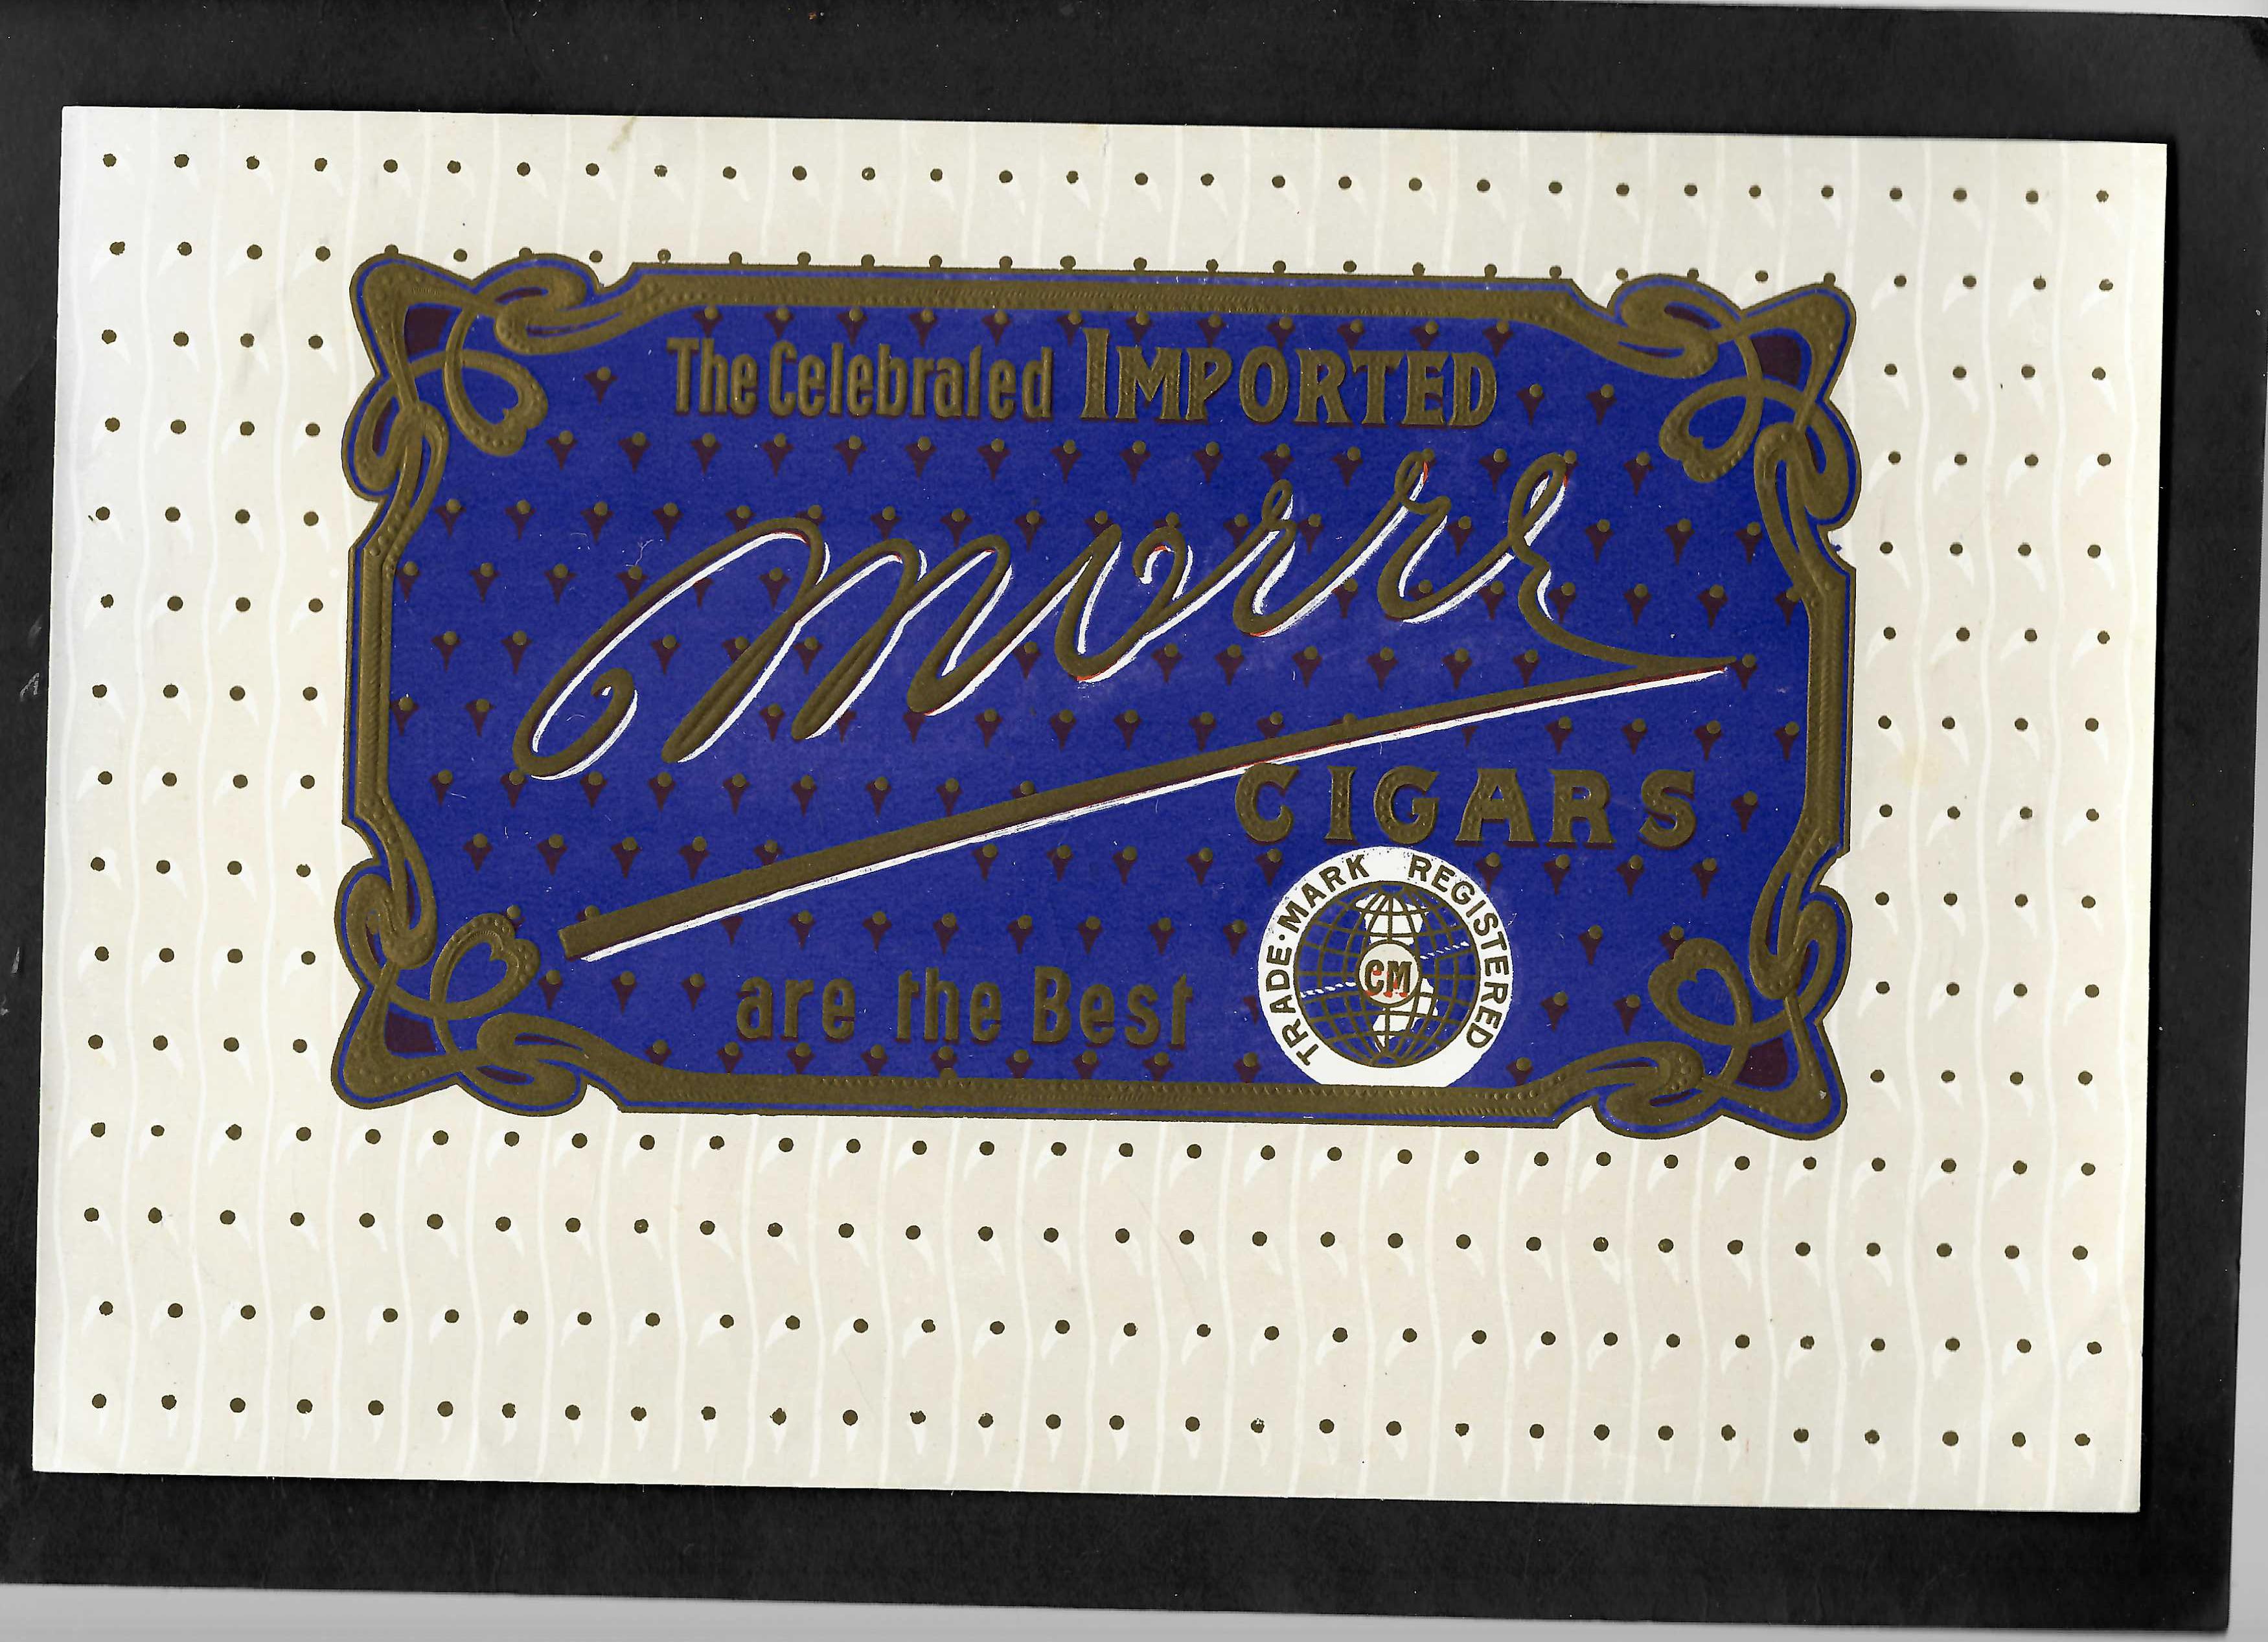 The Celebrated IMPORTED
Morre
CIGARS
are the Best
TRADE·MARK REGISTERED
CM